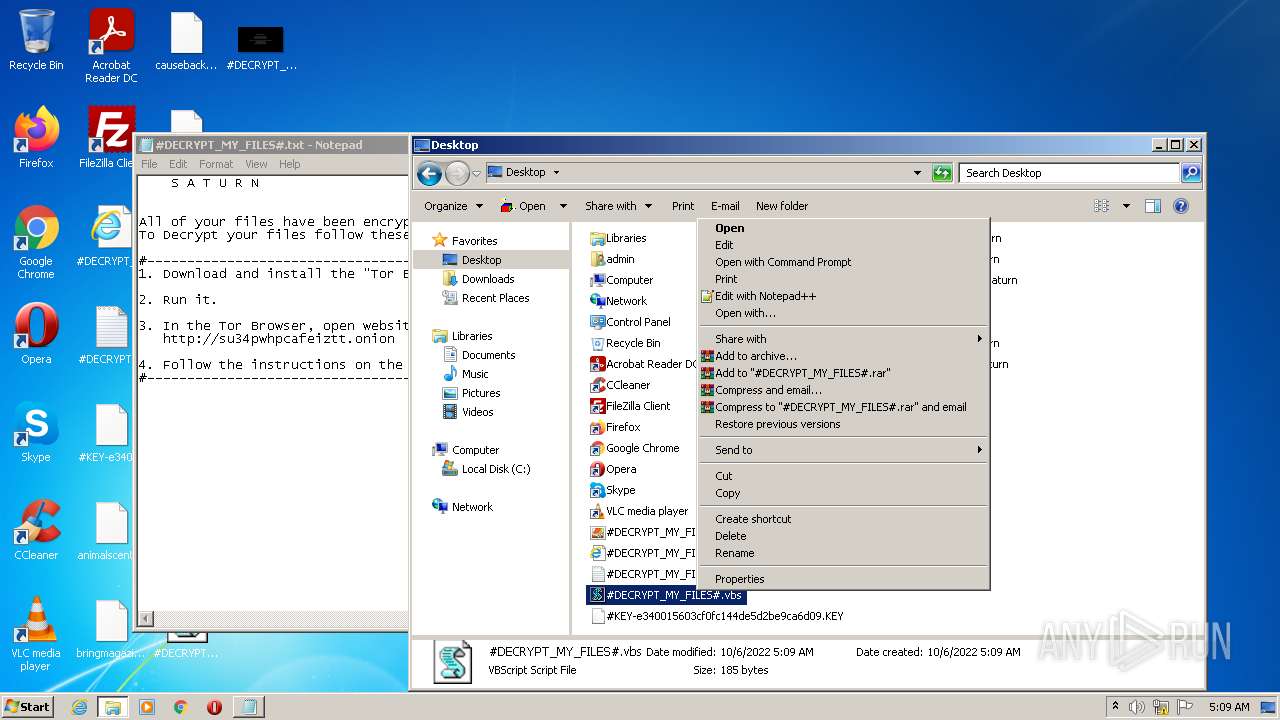 Recycle Bin
Acrobat
Reader DC
causeback...
#DECRYPT_...
Firefox
FileZilla Clie
Google
Chrome
#DECRYPT_
Opera
#DECRYPT
Skype
#KEY-e340
CCleaner
animalscent
VLC media
player
bringmagazi...
#DECRYPT...
#DECRYPT_MY_FILES#.txt - Notepad
File Edit Format View Help
S A T U R N
All of your files have been encryp
To Decrypt your files follow these
#-
1. Download and install the "Tor B
2. Run it.
3. In the Tor Browser, open websit
http://su34pwhpcafeiztt.onion
4. Follow the instructions on the
#-
Desktop
Desktop
Search Desktop
Organize Open Share with Print E-mail New folder
Favorites
Desktop
Downloads
Recent Places
Libraries
Documents
Music
Pictures
Videos
Computer
Local Disk (C:)
Network
Libraries
admin
Computer
Network
Control Panel
Recycle Bin
Acrobat Reader DC
CCleaner
FileZilla Client
Firefox
Google Chrome
Opera
Skype
VLC media player
#DECRYPT_MY_FI
#DECRYPT_MY_FI
#DECRYPT_MY_FI
#DECRYPT_MY_FILES#.vbs
#KEY-e340015603cf0fc144de5d2be9ca6d09.KEY
rn
rn
aturn
rn
urn
Open
Edit
Open with Command Prompt
Print
Edit with Notepad++
Open with...
Share with
Add to archive...
Add to "#DECRYPT_MY_FILES#.rar"
Compress and email...
Compress to "#DECRYPT_MY_FILES#.rar" and email
Restore previous versions
Send to
Cut
Copy
Create shortcut
Delete
Rename
Properties
#DECRYPT_MY_FILES#.vbs Date modified: 10/6/2022 5:09 AM Date created: 10/6/2022 5:09 AM
VBScript Script File Size: 185 bytes
ANY RUN
Start
5:09 AM